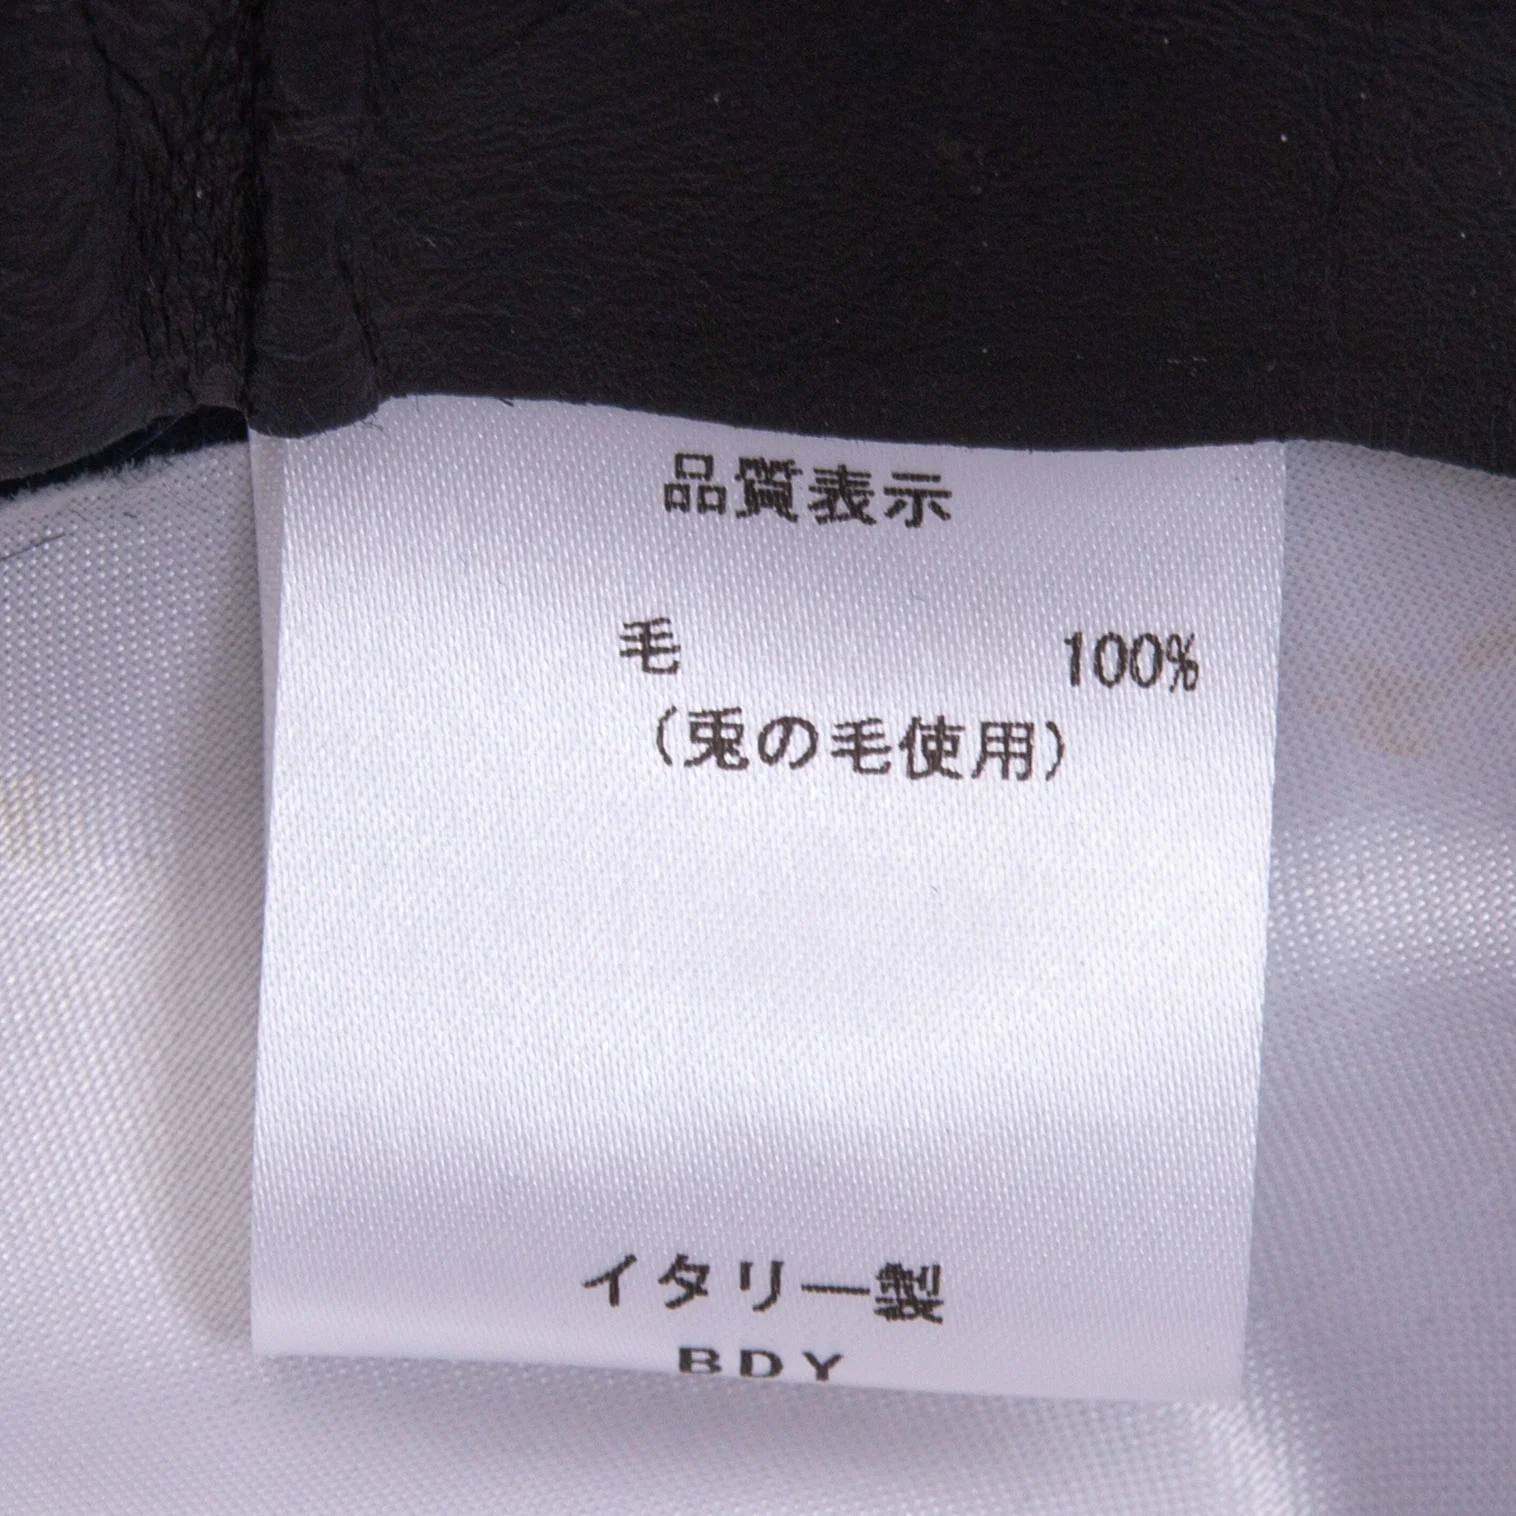 品質表示
毛 100%
(兎の毛使用)
イタリー製
BDY